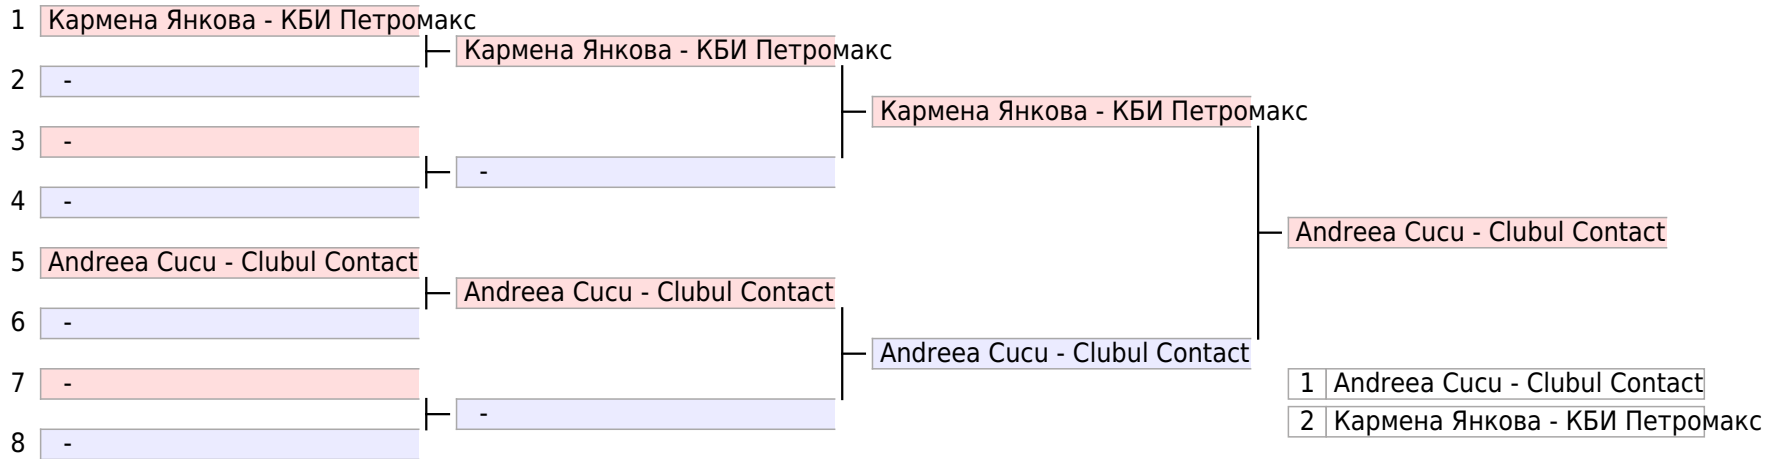 1 Кармена Янкова - КБИ Петромакс
Кармена Янкова - КБИ Петромакс
2 -
Кармена Янкова - КБИ Петромакс
3 -
-
4 -
Andreea Cucu - Clubul Contact
5 Andreea Cucu - Clubul Contact
Andreea Cucu - Clubul Contact
6 -
Andreea Cucu - Clubul Contact
7 -
1 Andreea Cucu - Clubul Contact
-
2 Кармена Янкова - КБИ Петромакс
8 -